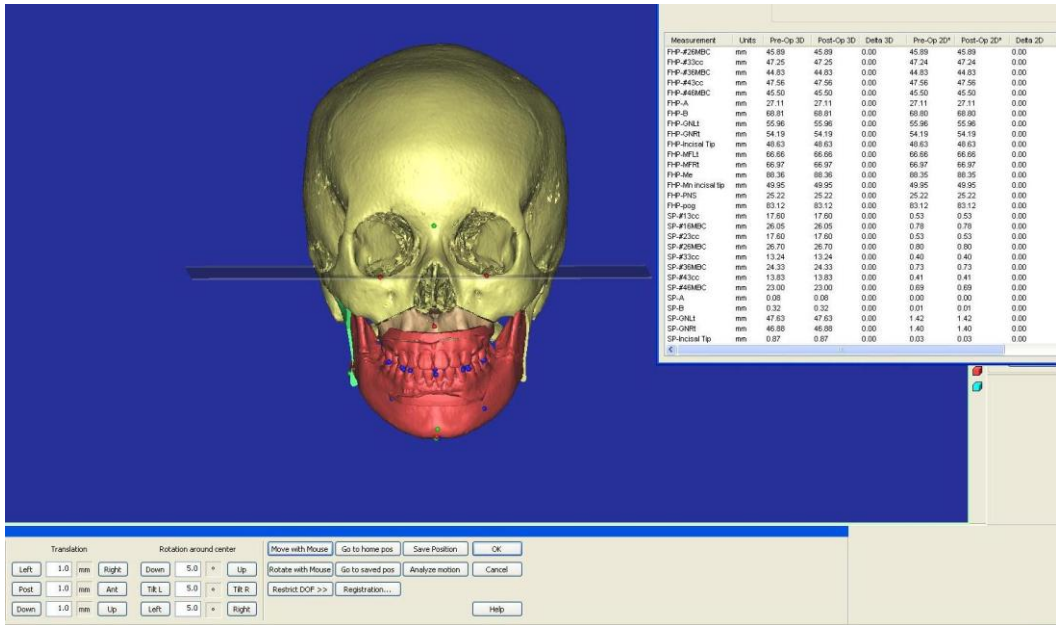 Measurement Units Pre-Op 3D Post-Op 3D Delta 3D Pre-Op 2D* Post-Op 2D* Delta 2D
FHP-#26MBC mm 45.89 45.89 0.00 45.89 45.89 0.00
FHP-#33cc mm 47.25 47.25 0.00 47.24 47.24 0.00
FHP-#36MBC mm 44.83 44.83 0.00 44.83 44.83 0.00
FHP-#43cc mm 47.56 47.56 0.00 47.56 47.56 0.00
FHP-#46MBC mm 45.50 45.50 0.00 45.50 45.50 0.00
FHP-A mm 27.11 27.11 0.00 27.11 27.11 0.00
FHP-B mm 68.81 68.81 0.00 68.80 68.80 0.00
FHP-GNLt mm 55.96 55.96 0.00 55.96 55.96 0.00
FHP-GNRt mm 54.19 54.19 0.00 54.19 54.19 0.00
FHP-Incisal Tip mm 48.63 48.63 0.00 48.63 48.63 0.00
FHP-MFLt mm 66.66 66.66 0.00 66.66 66.66 0.00
FHP-MFRt mm 66.97 66.97 0.00 66.97 66.97 0.00
FHP-Me mm 88.36 88.36 0.00 88.35 88.35 0.00
FHP-Mn incisal tip mm 49.95 49.95 0.00 49.95 49.95 0.00
FHP-PNS mm 25.22 25.22 0.00 25.22 25.22 0.00
FHP-pog mm 83.12 83.12 0.00 83.12 83.12 0.00
SP-#13cc mm 17.60 17.60 0.00 0.53 0.53 0.00
SP-#16MBC mm 26.05 26.05 0.00 0.78 0.78 0.00
SP-#23cc mm 17.60 17.60 0.00 0.53 0.53 0.00
SP-#26MBC mm 26.70 26.70 0.00 0.80 0.80 0.00
SP-#33cc mm 13.24 13.24 0.00 0.40 0.40 0.00
SP-#36MBC mm 24.33 24.33 0.00 0.73 0.73 0.00
SP-#43cc mm 13.83 13.83 0.00 0.41 0.41 0.00
SP-#46MBC mm 23.00 23.00 0.00 0.69 0.69 0.00
SP-A mm 0.08 0.08 0.00 0.00 0.00 0.00
SP-B mm 0.32 0.32 0.00 0.01 0.01 0.00
SP-GNLt mm 47.63 47.63 0.00 1.42 1.42 0.00
SP-GNRt mm 46.88 46.88 0.00 1.40 1.40 0.00
SP-Incisal Tip mm 0.87 0.87 0.00 0.03 0.03 0.00
Translation Rotation around center Move with Mouse Go to home pos Save Position OK
Left 1.0 mm Right Down 5.0 ° Up Rotate with Mouse Go to saved pos Analyze motion Cancel
Post 1.0 mm Ant Tilt L 5.0 ° Tilt R Restrict DOF >> Registration...
Down 1.0 mm Up Left 5.0 ° Right Help